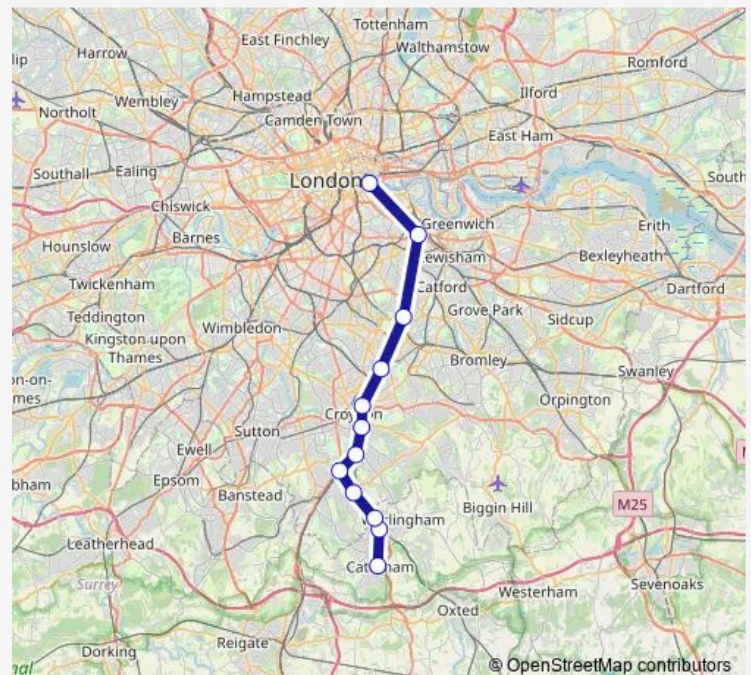 Tottenham
East Finchley
Harrow
Walthamstow
lip
Romford
Wembley
Hampstead
Ilford
Northolt
Camden Town
East Ham
Southall
Ealing
London
South
Chiswick
Greenwich
Erith
Barnes
Hounslow
ewisham
Bexleyheath
Twickenham
Catford
Dartford
Teddington
Grove Park
Sidcup
Kingston upon
Thames
Wimbledon
Bromley
on-on-
mes
Swanley
Orpington
Croy on
Sutton
Ewell
bham
Epsom
Banstead
Biggin Hill
M25
lingham
Leatherhead
Cat ham
Surrey
Westerham
Sevenoaks
Oxted
Reigate
Dorking
nal
© OpenStreetMap contributors